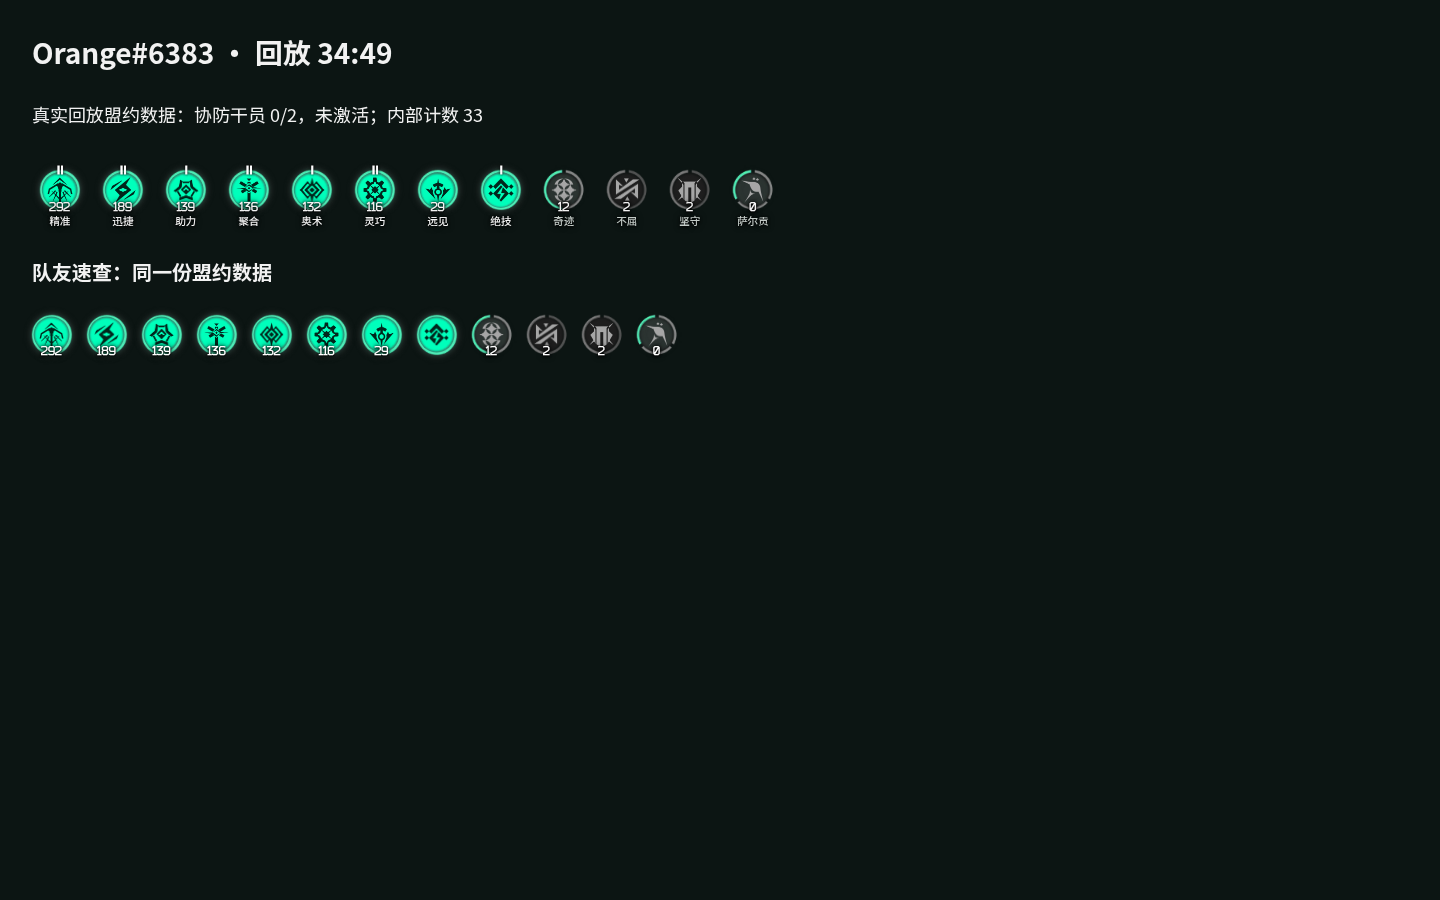 Orange#6383 · 回放 34:49
真实回放盟约数据：协防干员 0/2，未激活；内部计数 33
292 189 139 136 132 116 29 12 2 2 0
精准 迅捷 助力 聚合 奥术 灵巧 远见 绝技 奇迹 不屈 坚守 萨尔贡
队友速查：同一份盟约数据
292 189 139 136 132 116 29 12 2 2 0